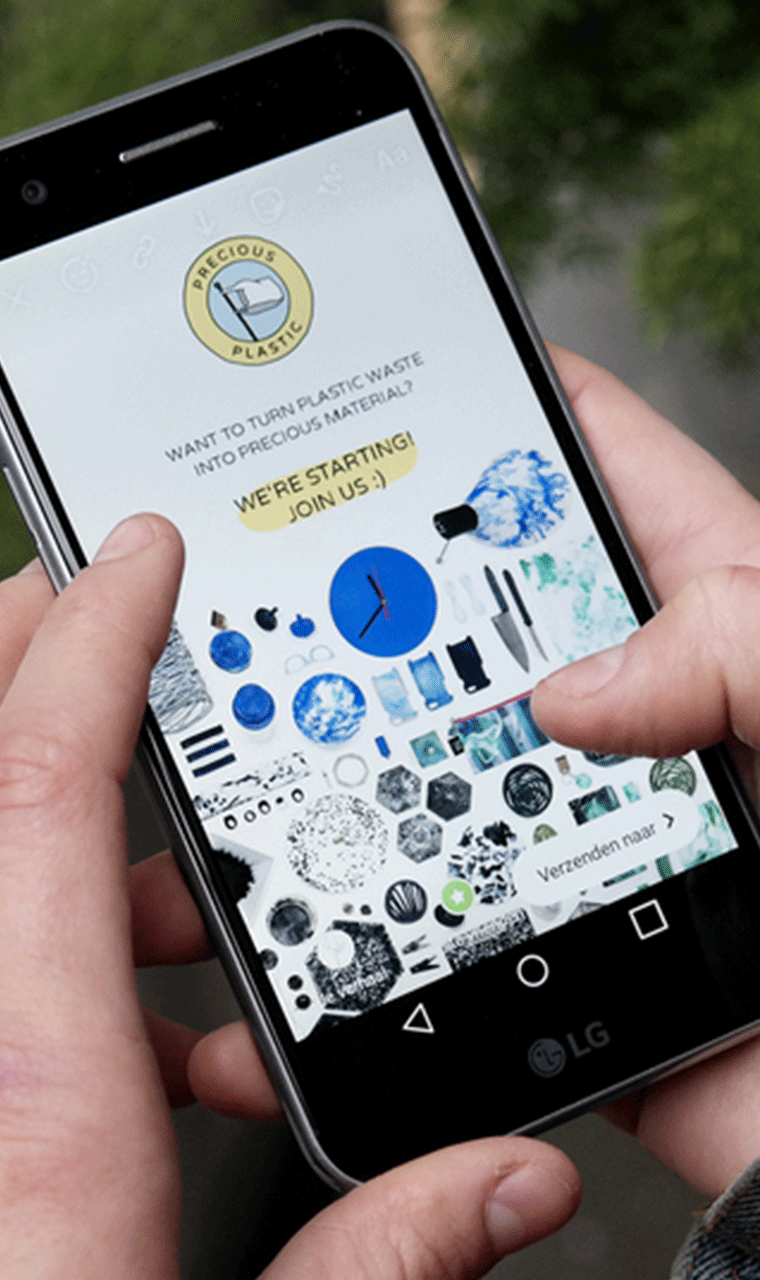 Aa
PRECIOUS
PLASTIC
WANT TO TURN PLASTIC WASTE
INTO PRECIOUS MATERIAL?
WE'RE STARTING!
JOIN US :)
Verzenden naar
LG